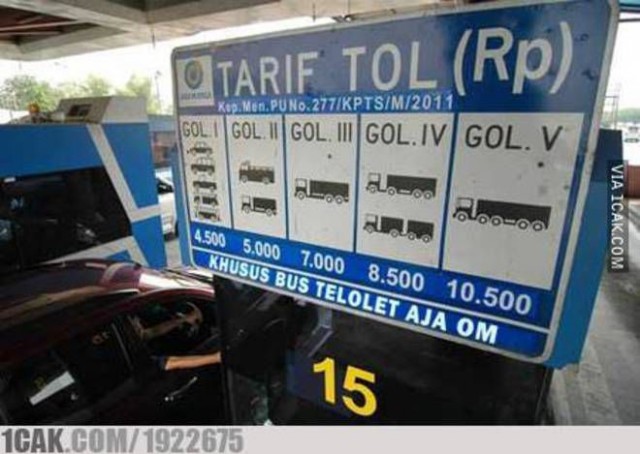 TARIF TOL (Rp)
Kep.Men.PU No.277/KPTS/M/2011
GOL. I GOL. II GOL. III GOL. IV GOL. V
4.500 5.000 7.000 8.500 10.500
KHUSUS BUS TELOLET AJA OM
15
VIA 1CAK.COM
1CAK.COM/1922675